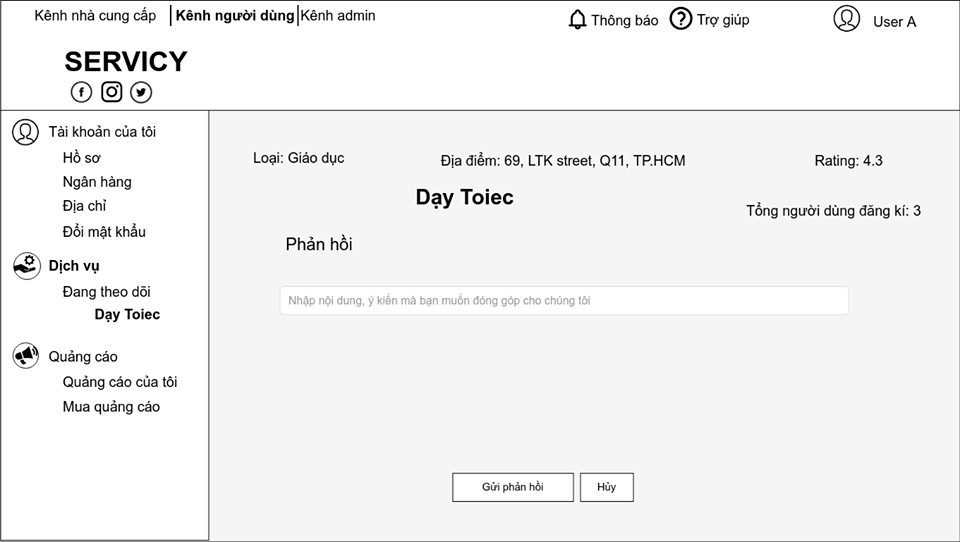 Kênh nhà cung cấp Kênh người dùng Kênh admin Thông báo Trợ giúp User A
SERVICY
Tài khoản của tôi
Hồ sơ
Ngân hàng
Địa chỉ
Đổi mật khẩu
Dịch vụ
Đang theo dõi
Dạy Toiec
Quảng cáo
Quảng cáo của tôi
Mua quảng cáo
Loại: Giáo dục Địa điểm: 69, LTK street, Q11, TP.HCM Rating: 4.3
Dạy Toiec
Tổng người dùng đăng kí: 3
Phản hồi
Nhập nội dung, ý kiến mà bạn muốn đóng góp cho chúng tôi
Gửi phản hồi Hủy